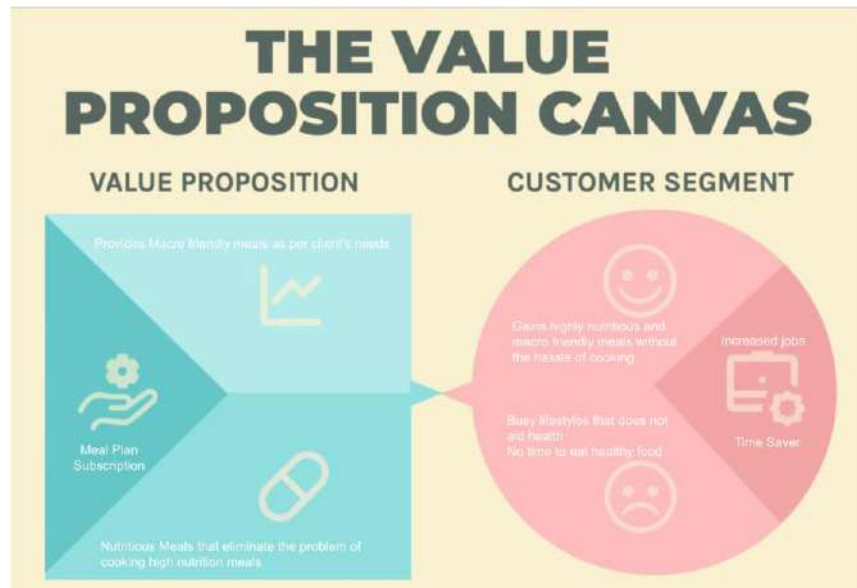 THE VALUE
PROPOSITION CANVAS
VALUE PROPOSITION
CUSTOMER SEGMENT
Provides Macro friendly meals as per client's needs
Meal Plan
Subscription
Nutritious Meals that eliminate the problem of
cooking high nutrition meals
Gains highly nutritious and
macro friendly meals without
the hassle of cooking
Increased jobs
Time Saver
Busy lifestyles that does not
aid health
No time to eat healthy food